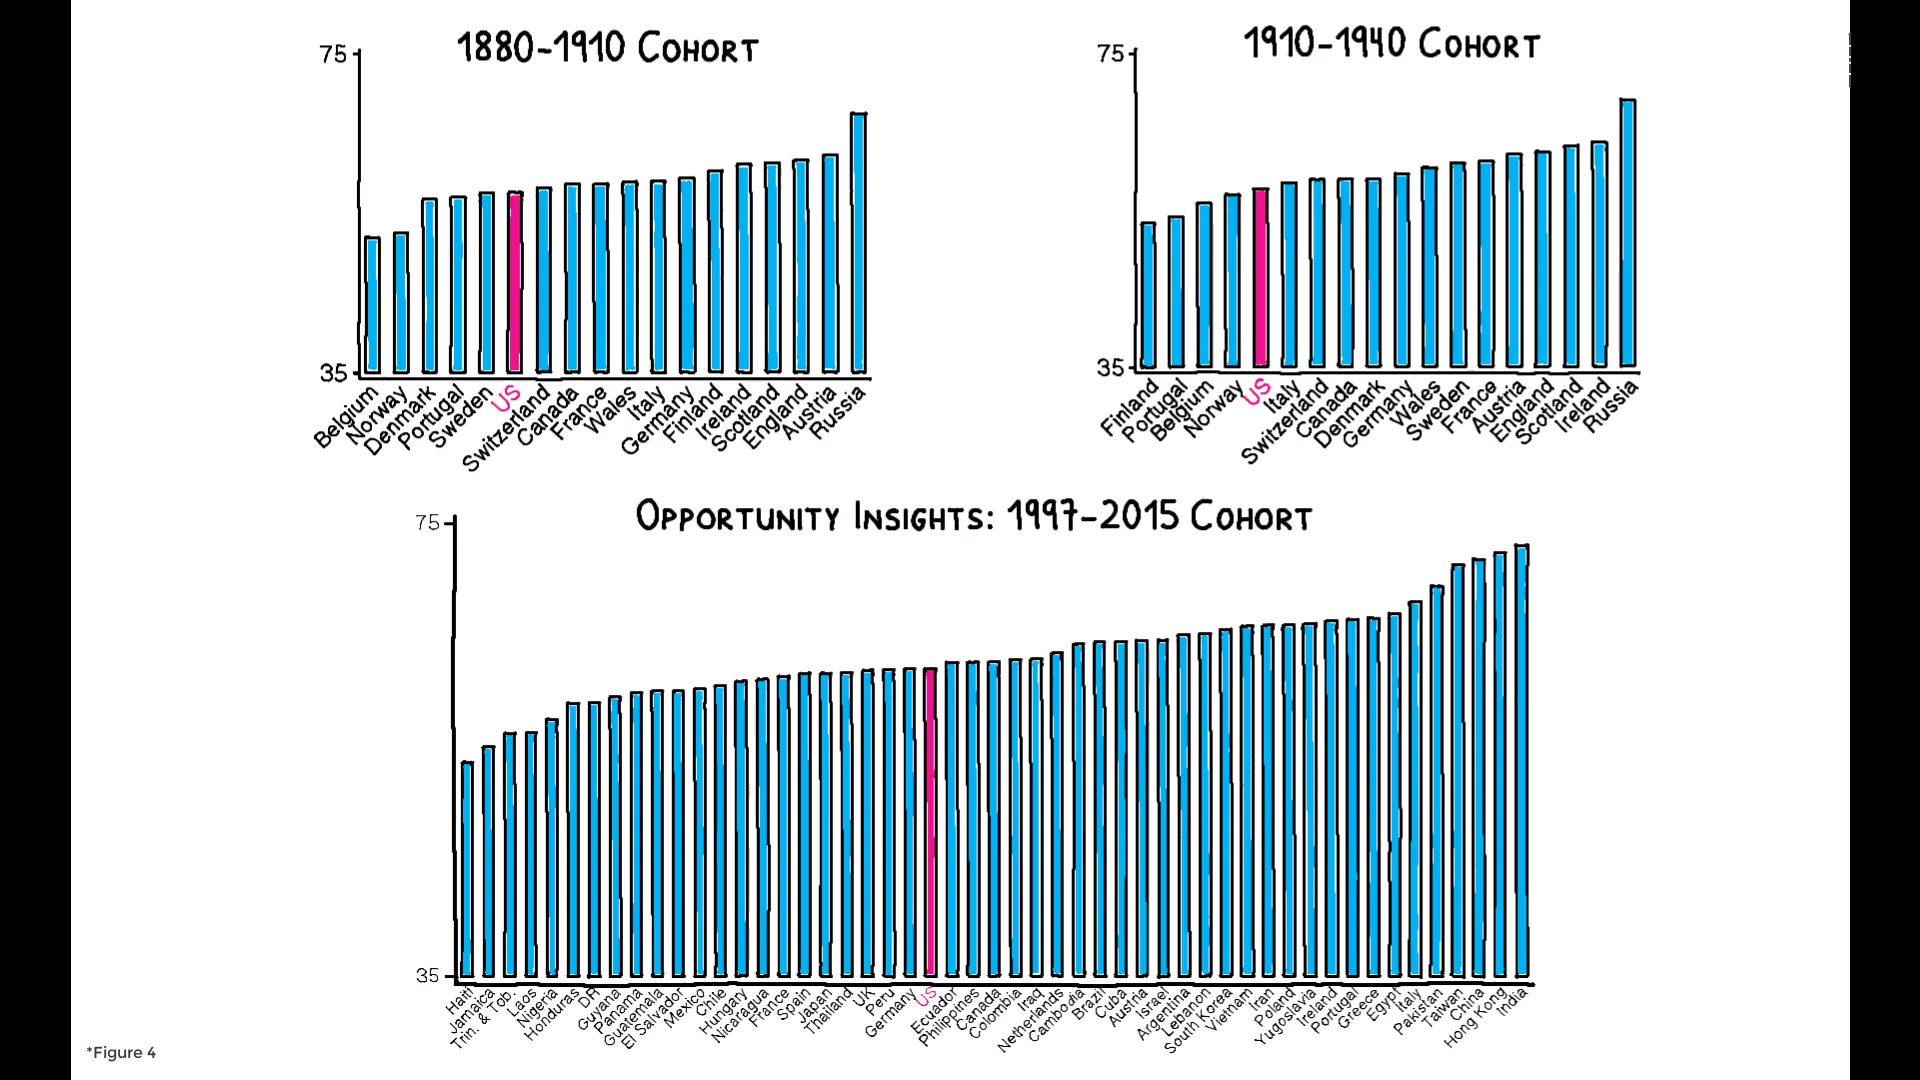 1880-1910 COHORT
75
35
Belgium
Norway
Denmark
Portugal
Sweden
US
Switzerland
Canada
France
Wales
Italy
Germany
Finland
Ireland
Scotland
England
Austria
Russia
1910-1940 COHORT
75
35
Finland
Portugal
Belgium
Norway
US
Italy
Switzerland
Canada
Denmark
Germany
Wales
Sweden
France
Austria
England
Scotland
Ireland
Russia
OPPORTUNITY INSIGHTS: 1997-2015 COHORT
75
35
Haiti
Jamaica
Trin. & Tob.
Laos
Nigeria
Honduras
DR
Guyana
Panama
Guatemala
El Salvador
Mexico
Chile
Hungary
Nicaragua
France
Spain
Japan
Thailand
UK
Peru
Germany
US
Ecuador
Philippines
Canada
Colombia
Iraq
Netherlands
Cambodia
Brazil
Cuba
Austria
Israel
Argentina
Lebanon
South Korea
Vietnam
Iran
Poland
Yugoslavia
Ireland
Portugal
Greece
Egypt
Italy
Pakistan
Taiwan
China
Hong Kong
India
*Figure 4